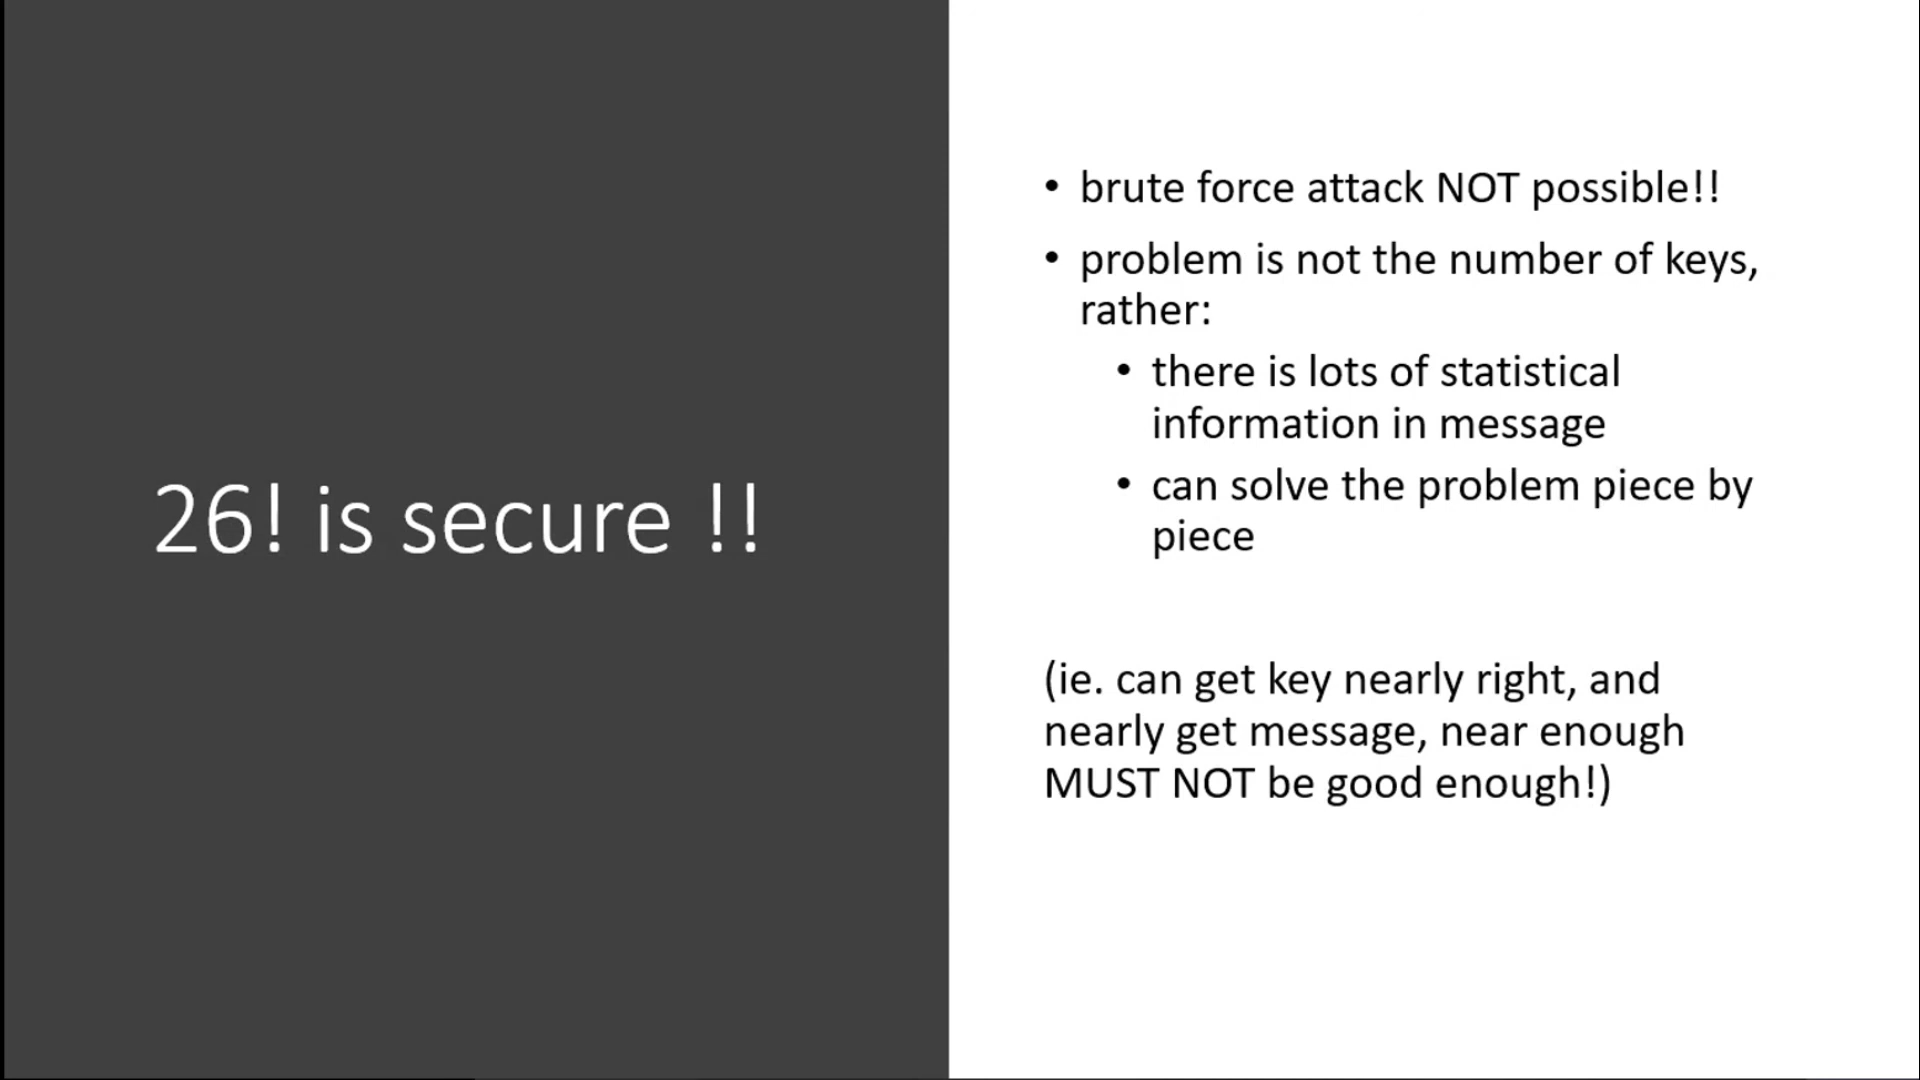 26! is secure !!
• brute force attack NOT possible!!
• problem is not the number of keys,
rather:
• there is lots of statistical
information in message
• can solve the problem piece by
piece
(ie. can get key nearly right, and
nearly get message, near enough
MUST NOT be good enough!)